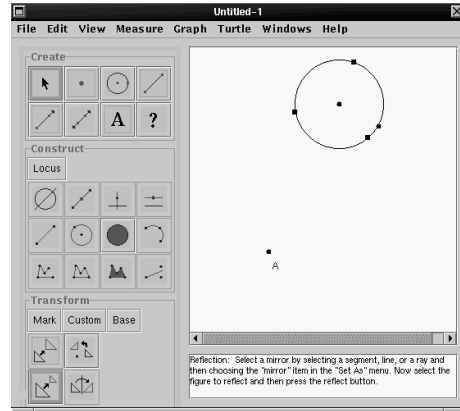 Untitled-1
File Edit View Measure Graph Turtle Windows Help
Create
A ?
Construct
Locus
Transform
Mark Custom Base
A
Reflection: Select a mirror by selecting a segment, line, or a ray and
then choosing the "mirror" item in the "Set As" menu. Now select the
figure to reflect and then press the reflect button.